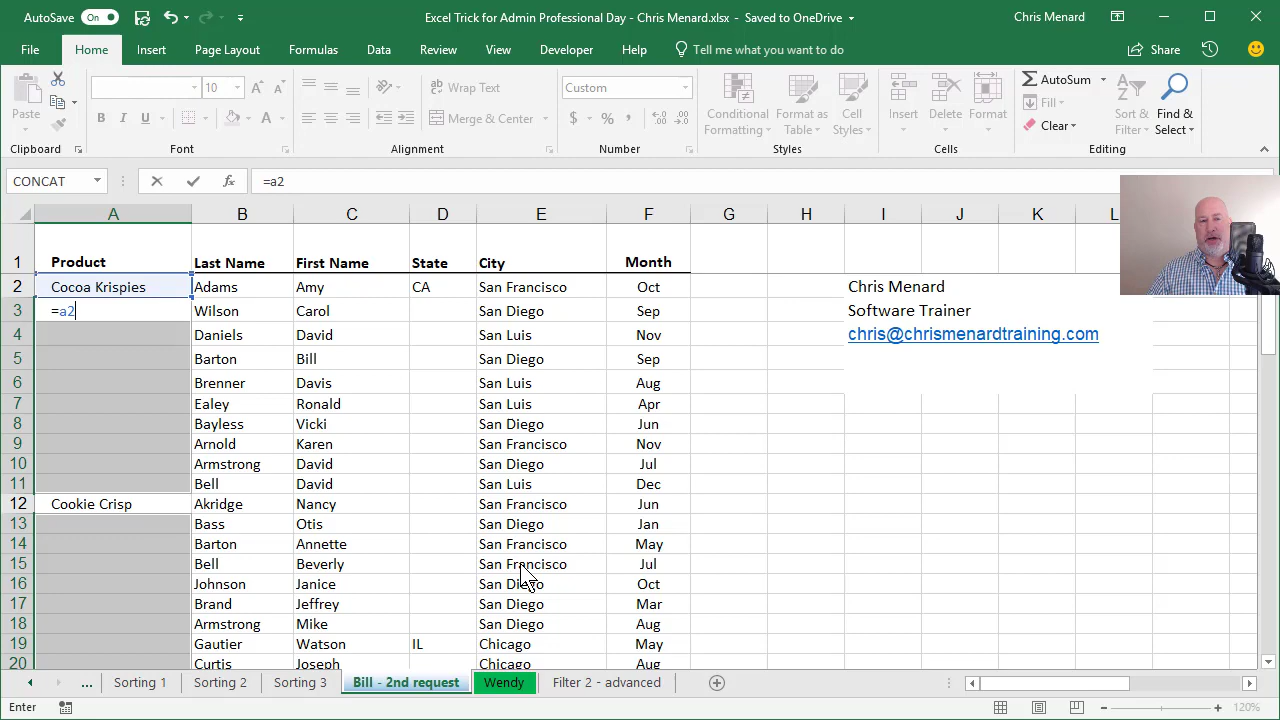 AutoSave On Excel Trick for Admin Professional Day - Chris Menard.xlsx - Saved to OneDrive Chris Menard
File Home Insert Page Layout Formulas Data Review View Developer Help Tell me what you want to do Share
Paste
10
B I U
Wrap Text
Merge & Center
Custom
$ % ,
Conditional Formatting
Format as Table
Cell Styles
Insert
Delete
Format
AutoSum
Fill
Clear
Sort & Filter
Find & Select
Clipboard Font Alignment Number Styles Cells Editing
CONCAT fx =a2
A B C D E F G H I J K L
1 Product Last Name First Name State City Month
2 Cocoa Krispies Adams Amy CA San Francisco Oct Chris Menard
3 =a2 Wilson Carol San Diego Sep Software Trainer
4 Daniels David San Luis Nov chris@chrismenardtraining.com
5 Barton Bill San Diego Sep
6 Brenner Davis San Luis Aug
7 Ealey Ronald San Luis Apr
8 Bayless Vicki San Diego Jun
9 Arnold Karen San Francisco Nov
10 Armstrong David San Diego Jul
11 Bell David San Luis Dec
12 Cookie Crisp Akridge Nancy San Francisco Jun
13 Bass Otis San Diego Jan
14 Barton Annette San Francisco May
15 Bell Beverly San Francisco Jul
16 Johnson Janice San Diego Oct
17 Brand Jeffrey San Diego Mar
18 Armstrong Mike San Diego Aug
19 Gautier Watson IL Chicago May
20 Curtis Joseph Chicago Aug
... Sorting 1 Sorting 2 Sorting 3 Bill - 2nd request Wendy Filter 2 - advanced
Enter 120%